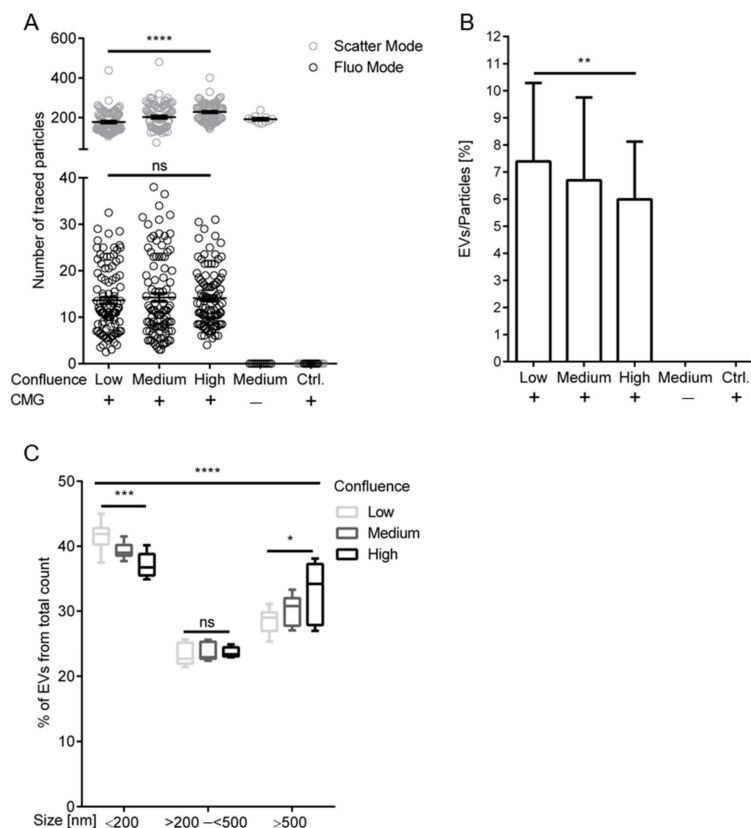 A
****
Scatter Mode
Fluo Mode
600
400
200
ns
40
30
20
10
0
Number of traced particles
Confluence Low Medium High Medium Ctrl.
CMG + + + – +
B
**
12
11
10
9
8
7
6
5
4
3
2
1
0
EVs/Particles [%]
Low Medium High Medium Ctrl.
+ + + – +
C
****
***
ns
*
Confluence
Low
Medium
High
50
40
30
20
10
0
% of EVs from total count
Size [nm] ≤200 >200 –<500 ≥500